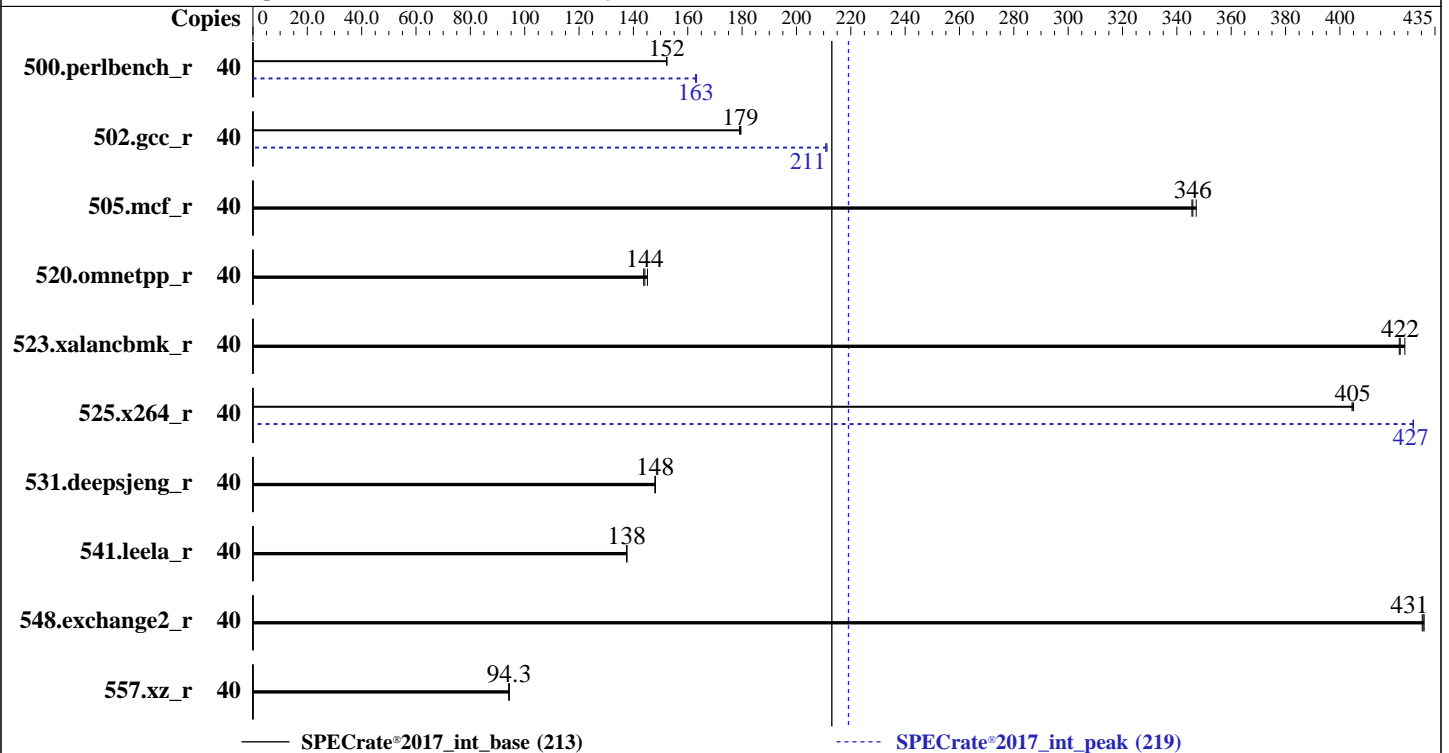 Copies 0 20.0 40.0 60.0 80.0 100 120 140 160 180 200 220 240 260 280 300 320 340 360 380 400 435
500.perlbench_r 40 152
163
502.gcc_r 40 179
211
505.mcf_r 40 346
520.omnetpp_r 40 144
523.xalancbmk_r 40 422
525.x264_r 40 405
427
531.deepsjeng_r 40 148
541.leela_r 40 138
548.exchange2_r 40 431
557.xz_r 40 94.3
SPECrate®2017_int_base (213) SPECrate®2017_int_peak (219)